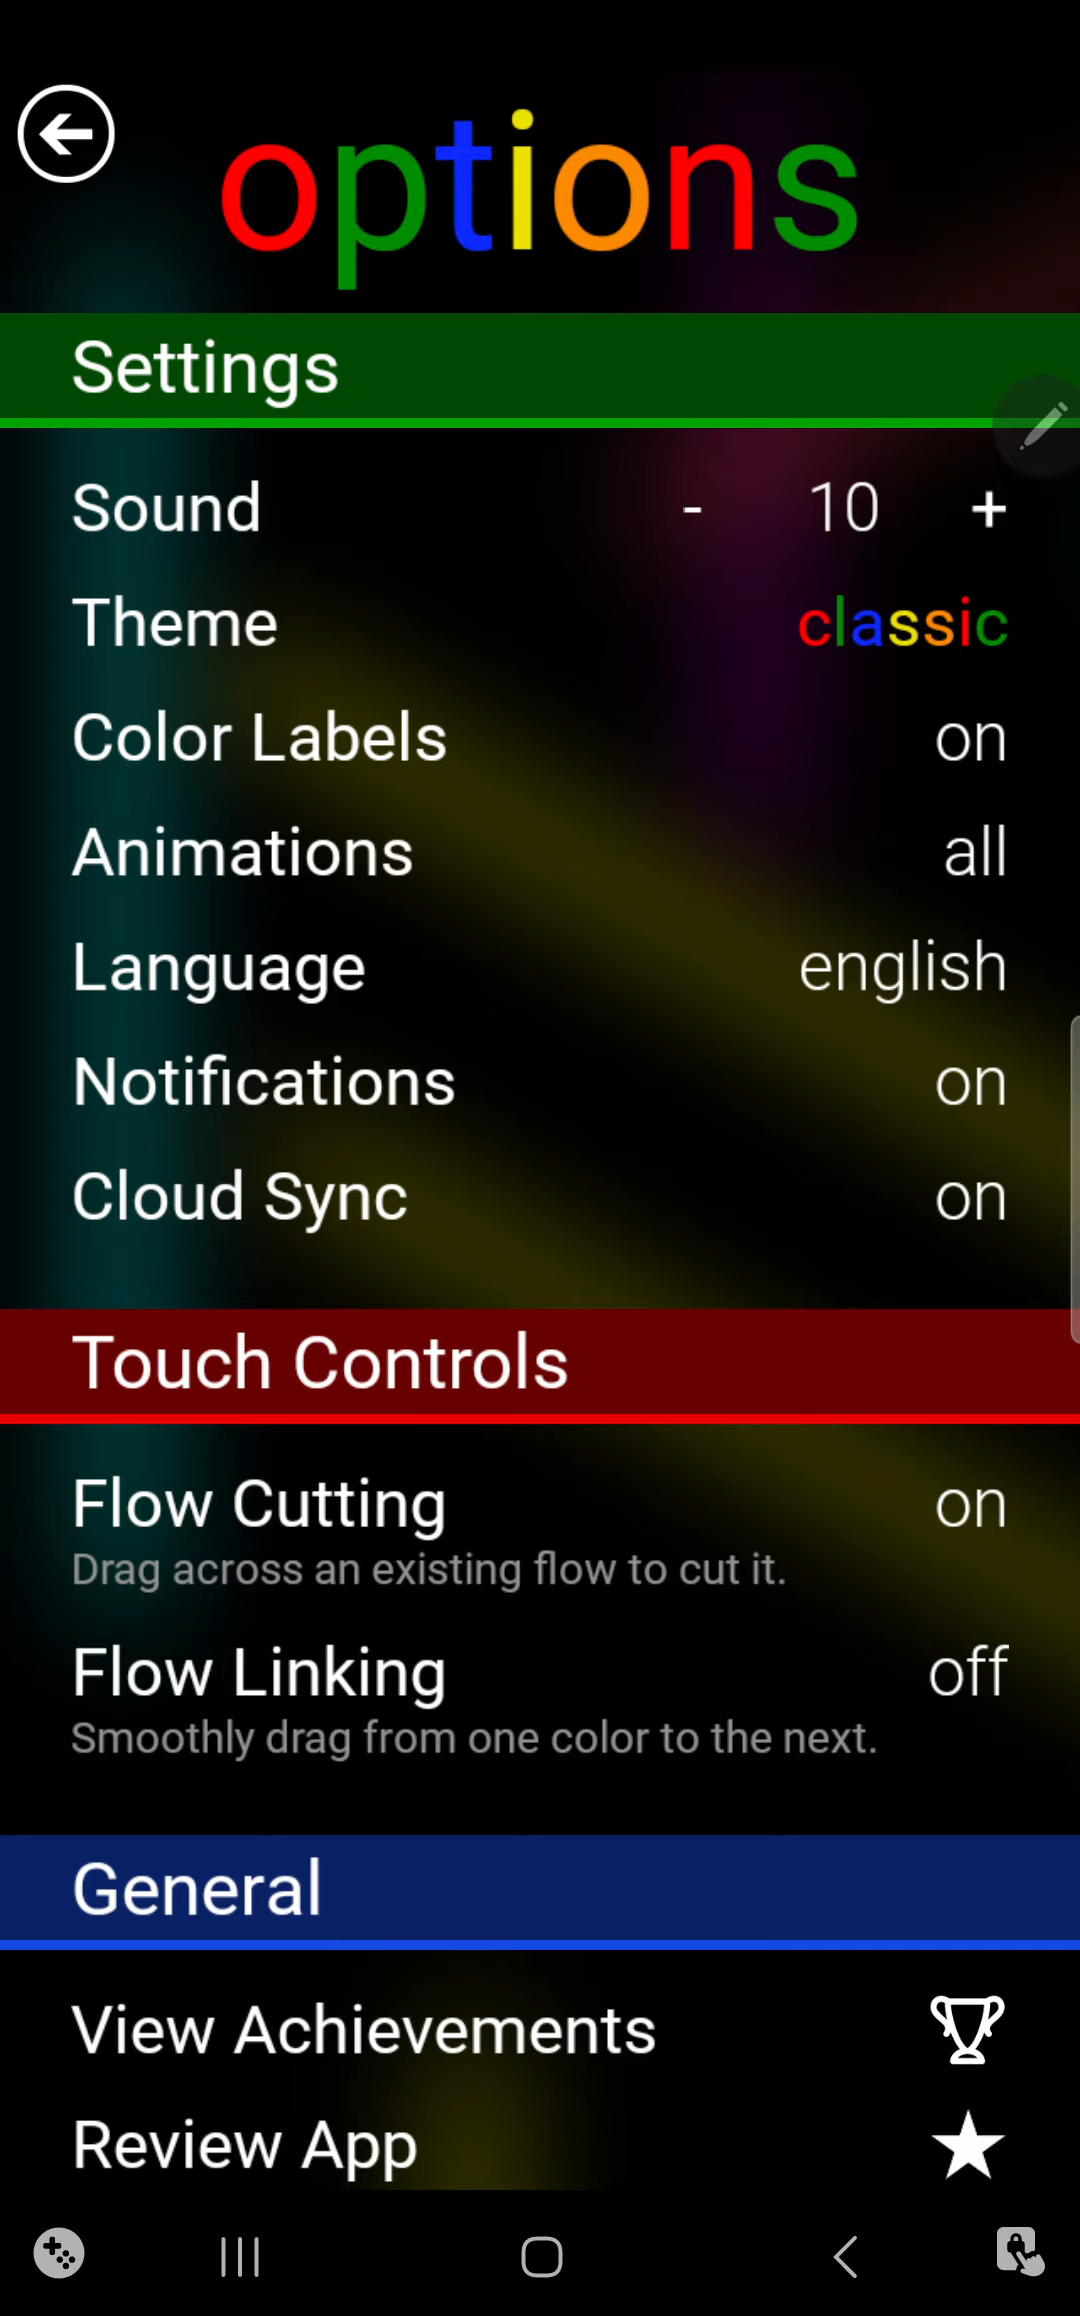 options
Settings
Sound - 10 +
Theme classic
Color Labels on
Animations all
Language english
Notifications on
Cloud Sync on
Touch Controls
Flow Cutting on
Drag across an existing flow to cut it.
Flow Linking off
Smoothly drag from one color to the next.
General
View Achievements
Review App